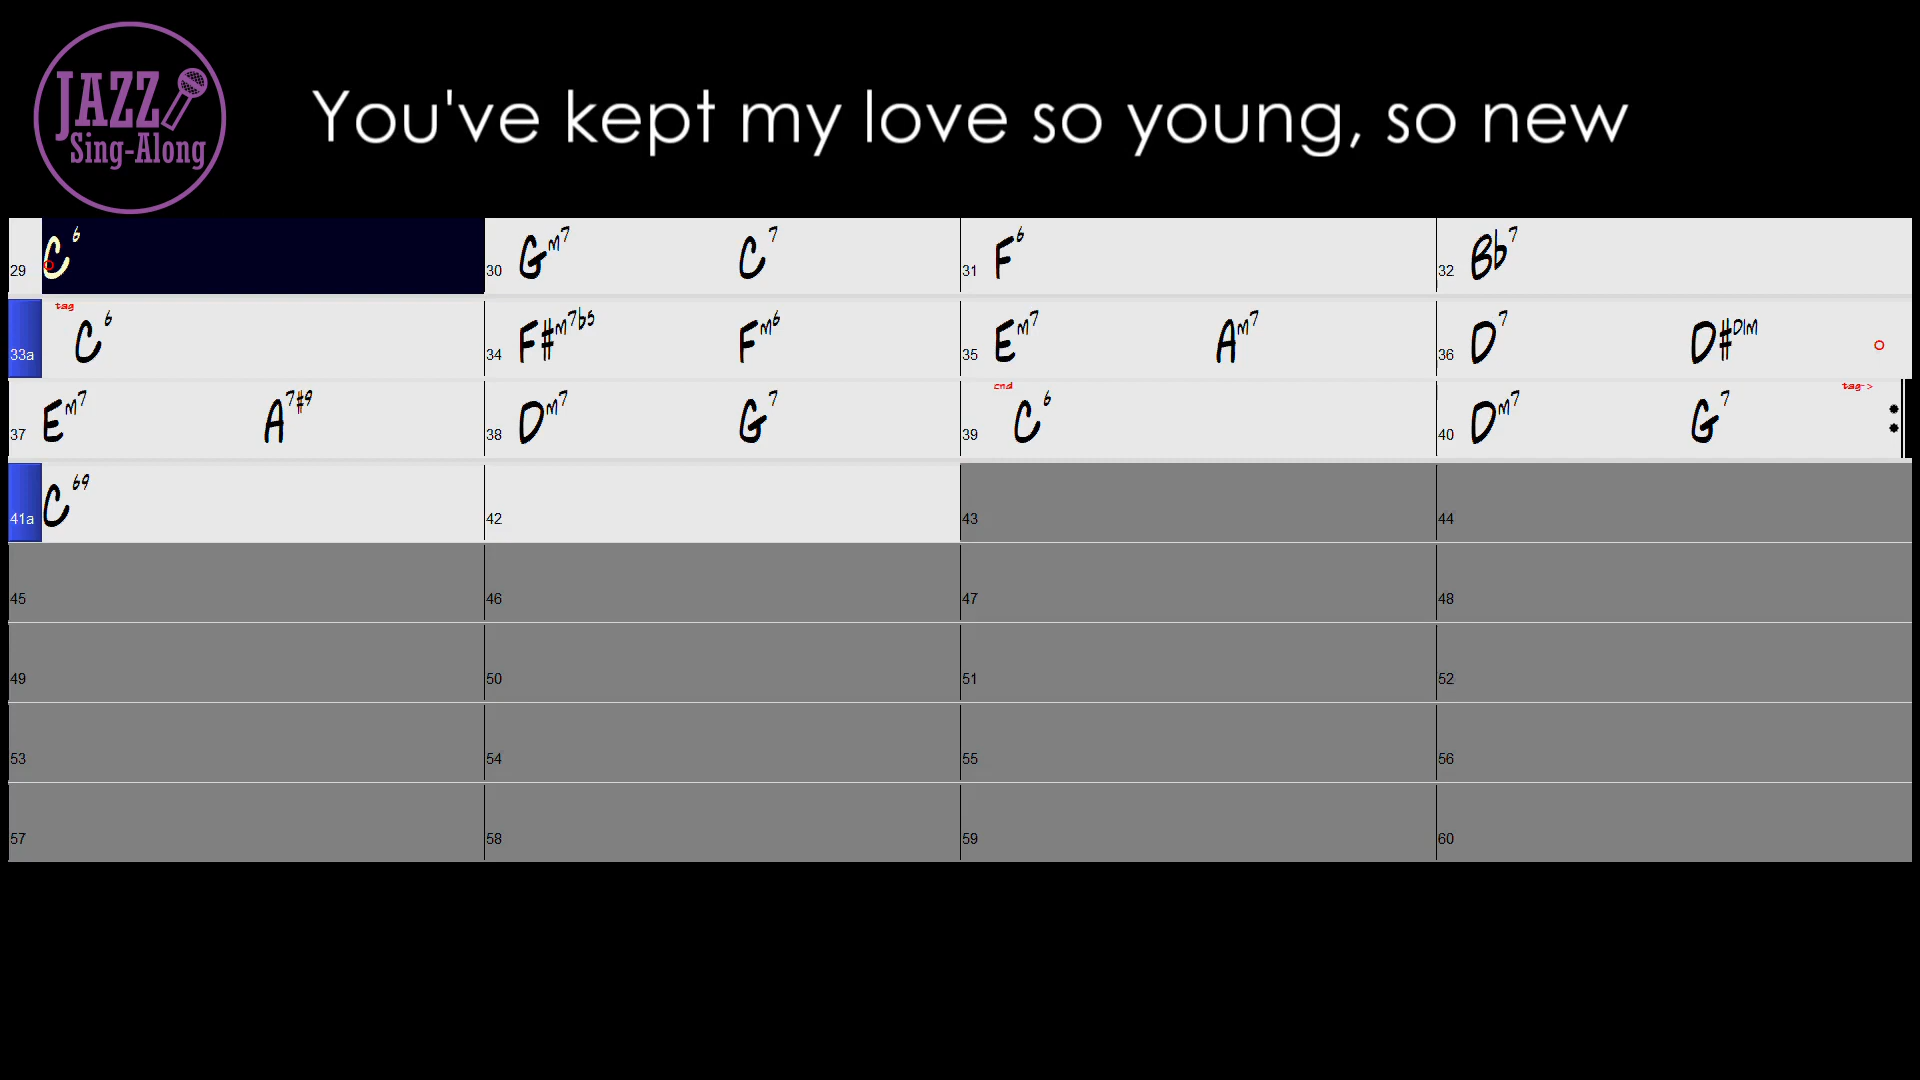 JAZZ
Sing-Along
You've kept my love so young, so new
29 C6 30 Gm7 C7 31 F6 32 Bb7
tag
33a C6 34 F#m7b5 Fm6 35 Em7 Am7 36 D7 D#DIM
end tag->
37 Em7 A7#9 38 Dm7 G7 39 C6 40 Dm7 G7
41a C69 42 43 44
45 46 47 48
49 50 51 52
53 54 55 56
57 58 59 60